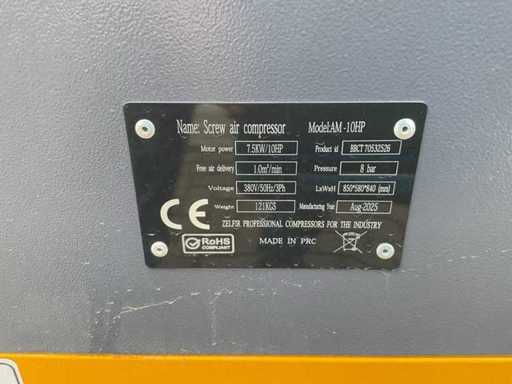 Name: Screw air compressor Model:AM -10HP
Motor power 7.5KW/10HP Product id BBCT70532526
Free air delivery 1.0m³/min Pressure 8 bar
Voltage 380V/50Hz/3Ph LxWxH 850*580*840 (mm)
Weight 121KGS Manufacturing Year Aug-2025
CE ZELFIR PROFESSIONAL COMPRESSORS FOR THE INDUSTRY
RoHS
COMPLIANT
MADE IN PRC